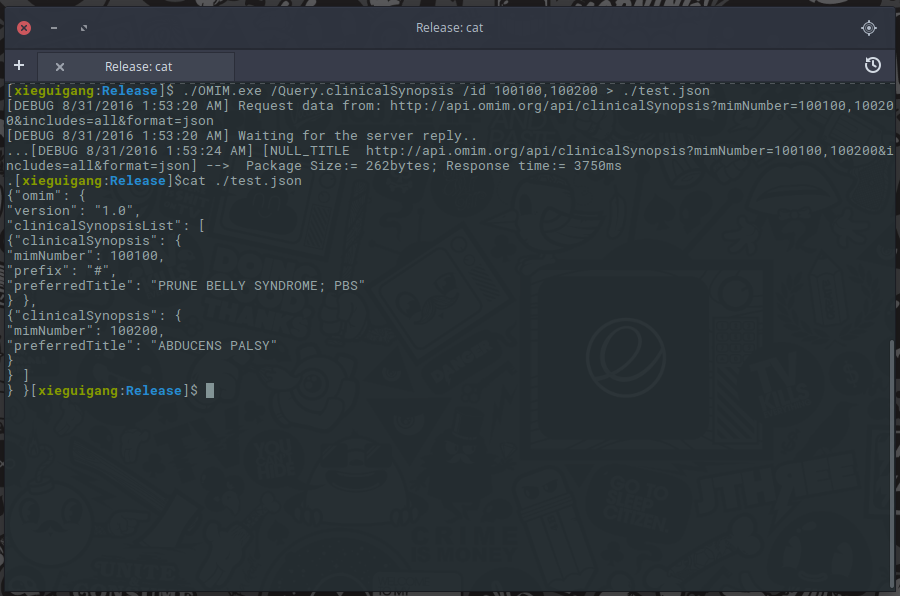 Release: cat
Release: cat
[xieguigang:Release]$ ./OMIM.exe /Query.clinicalSynopsis /id 100100,100200 > ./test.json
[DEBUG 8/31/2016 1:53:20 AM] Request data from: http://api.omim.org/api/clinicalSynopsis?mimNumber=100100,10020
0&includes=all&format=json
[DEBUG 8/31/2016 1:53:20 AM] Waiting for the server reply..
...[DEBUG 8/31/2016 1:53:24 AM] [NULL_TITLE  http://api.omim.org/api/clinicalSynopsis?mimNumber=100100,100200&i
ncludes=all&format=json] -->  Package Size:= 262bytes; Response time:= 3750ms
.[xieguigang:Release]$cat ./test.json
{"omim": {
"version": "1.0",
"clinicalSynopsisList": [
{"clinicalSynopsis": {
"mimNumber": 100100,
"prefix": "#",
"preferredTitle": "PRUNE BELLY SYNDROME; PBS"
} },
{"clinicalSynopsis": {
"mimNumber": 100200,
"preferredTitle": "ABDUCENS PALSY"
}
} ]
} }[xieguigang:Release]$